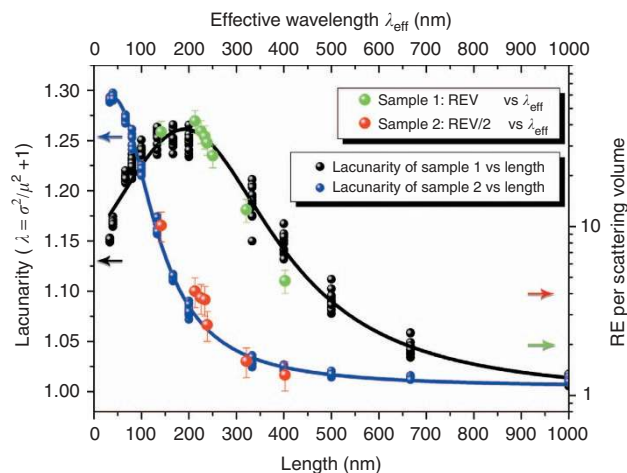 Effective wavelength λeff (nm)
0 100 200 300 400 500 600 700 800 900 1000
1.30
1.25
1.20
1.15
1.10
1.05
1.00
Lacunarity ( λ = σ²/μ² +1)
Sample 1: REV vs λeff
Sample 2: REV/2 vs λeff
Lacunarity of sample 1 vs length
Lacunarity of sample 2 vs length
10
1
RE per scattering volume
0 100 200 300 400 500 600 700 800 900 1000
Length (nm)